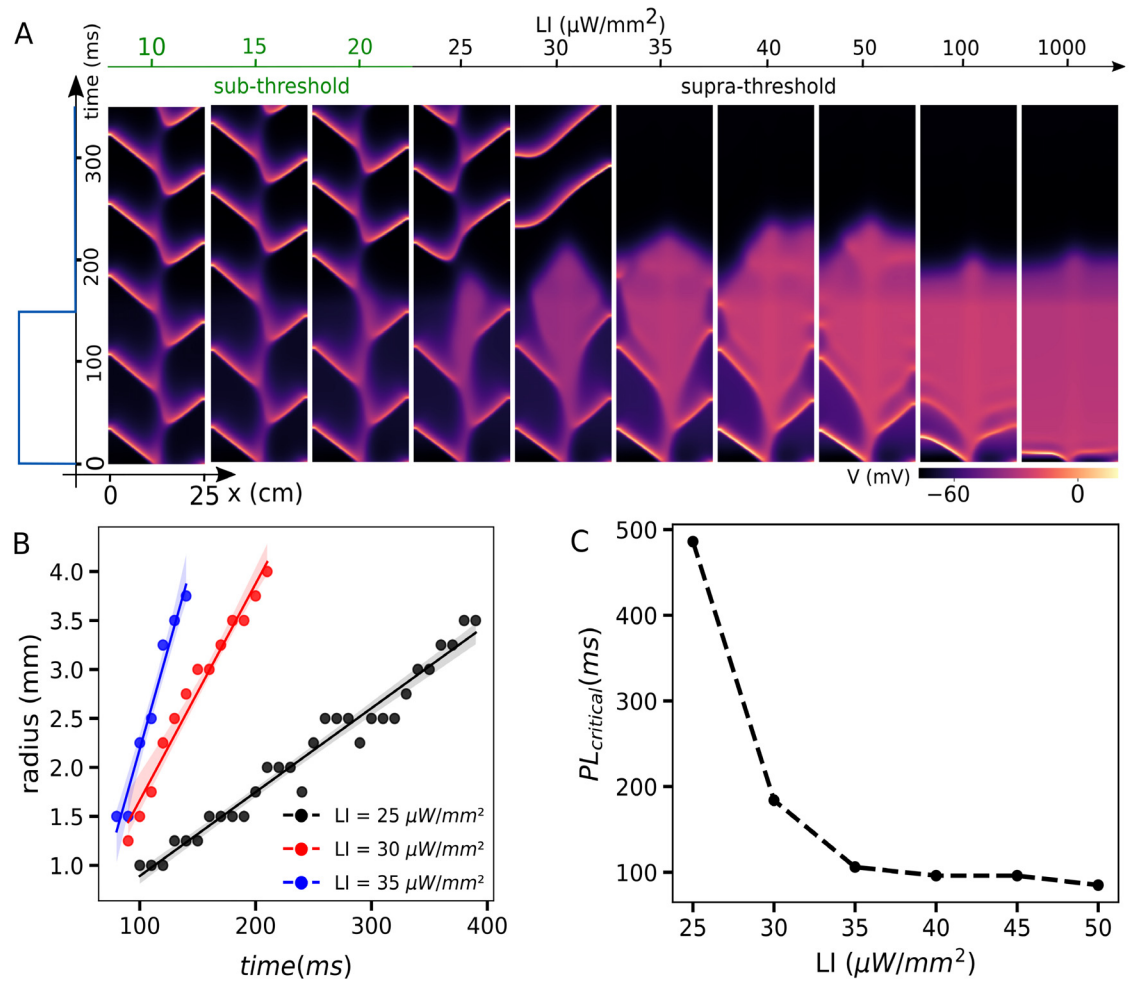 A
LI (μW/mm²)
10 15 20 25 30 35 40 50 100 1000
sub-threshold supra-threshold
time (ms)
300
200
100
0
0 25 x (cm)
V (mV)
−60 0
B
radius (mm)
4.0
3.5
3.0
2.5
2.0
1.5
1.0
LI = 25 μW/mm²
LI = 30 μW/mm²
LI = 35 μW/mm²
100 200 300 400
time(ms)
C
PLcritical(ms)
500
400
300
200
100
25 30 35 40 45 50
LI (μW/mm²)